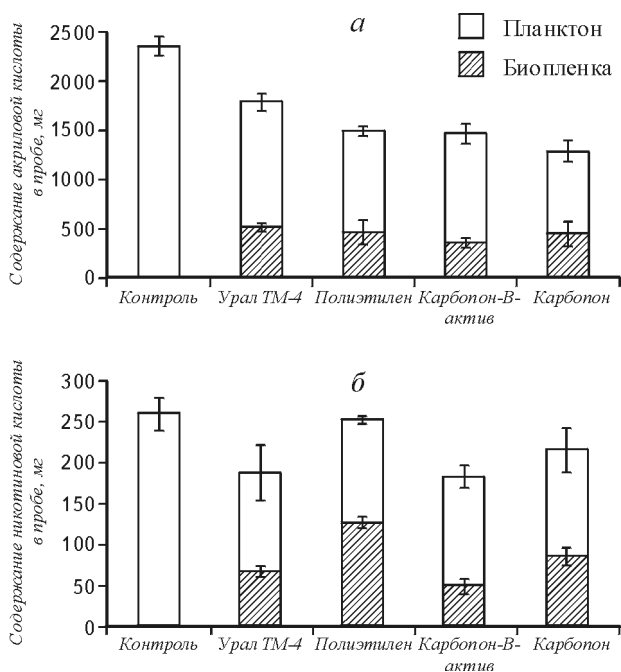 а
Планктон
Биопленка
Содержание акриловой кислоты
в пробе, мг
2500
2000
1500
1000
500
0
Контроль
Урал ТМ-4
Полиэтилен
Карбопон-В-
актив
Карбопон
б
Содержание никотиновой кислоты
в пробе, мг
300
250
200
150
100
50
0
Контроль
Урал ТМ-4
Полиэтилен
Карбопон-В-
актив
Карбопон